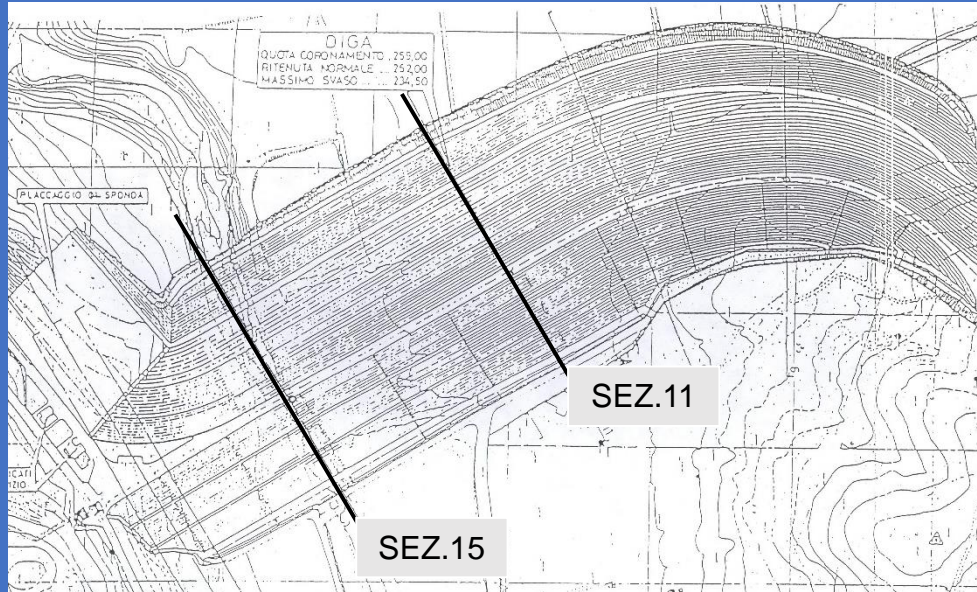 DIGA
QUOTA CORONAMENTO . 259,00
RITENUTA NORMALE ... 252,00
MASSIMO SVASO ...... 234,50
PLACCAGGIO DI SPONDA
SEZ.11
SEZ.15